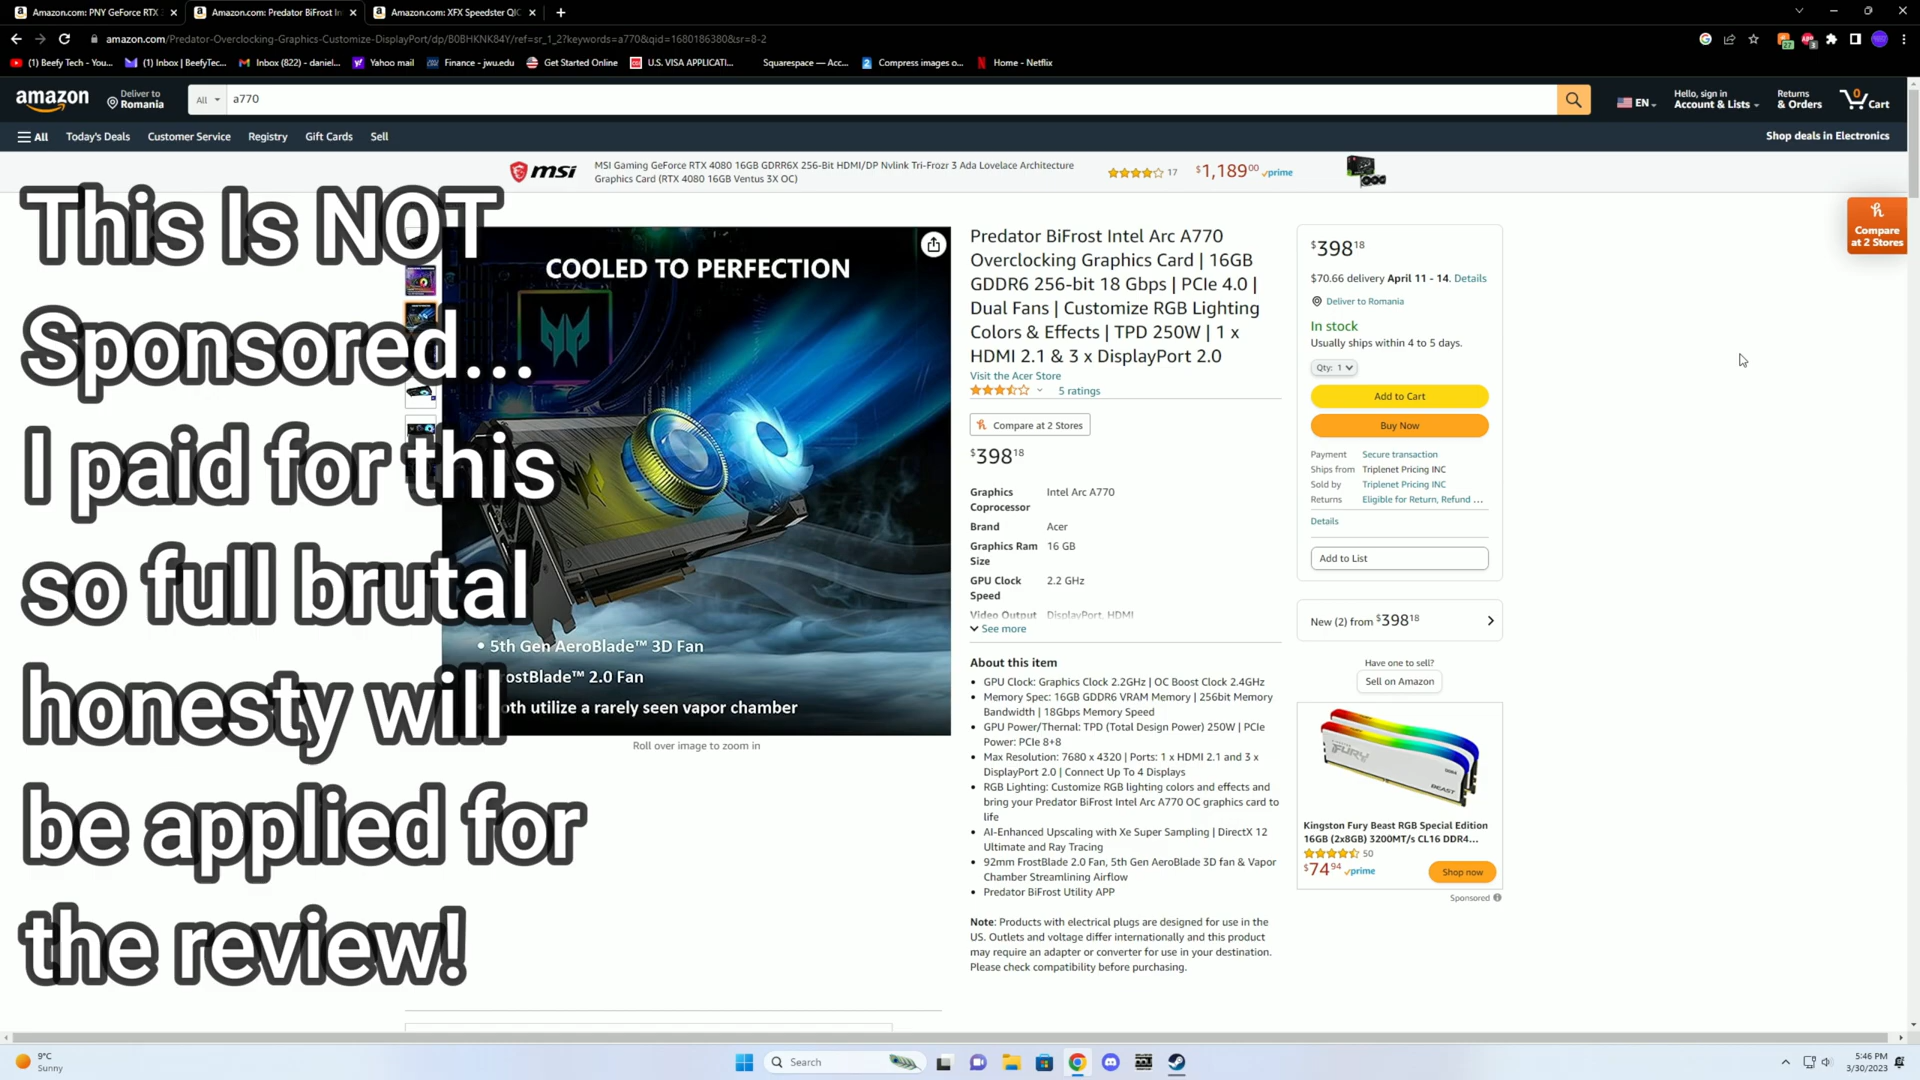 Amazon.com: PNY GeForce RTX
Amazon.com: Predator BiFrost In
Amazon.com: XFX Speedster QIC
amazon.com/Predator-Overclocking-Graphics-Customize-DisplayPort/dp/B0BHKNK84Y/ref=sr_1_2?keywords=a770&qid=1680186380&sr=8-2
(1) Beefy Tech - You...
(1) Inbox | BeefyTec...
Inbox (822) - daniel...
Yahoo mail
Finance - jwu.edu
Get Started Online
U.S. VISA APPLICATI...
Squarespace — Acc...
Compress images o...
Home - Netflix
amazon
Deliver to
Romania
All
a770
EN
Hello, sign in
Account & Lists
Returns
& Orders
0
Cart
All
Today's Deals
Customer Service
Registry
Gift Cards
Sell
Shop deals in Electronics
msi
MSI Gaming GeForce RTX 4080 16GB GDRR6X 256-Bit HDMI/DP Nvlink Tri-Frozr 3 Ada Lovelace Architecture
Graphics Card (RTX 4080 16GB Ventus 3X OC)
17
$1,18900 prime
Compare
at 2 Stores
This Is NOT
Sponsored...
I paid for this
so full brutal
honesty will
be applied for
the review!
COOLED TO PERFECTION
• 5th Gen AeroBlade™ 3D Fan
rostBlade™ 2.0 Fan
oth utilize a rarely seen vapor chamber
Roll over image to zoom in
Predator BiFrost Intel Arc A770
Overclocking Graphics Card | 16GB
GDDR6 256-bit 18 Gbps | PCIe 4.0 |
Dual Fans | Customize RGB Lighting
Colors & Effects | TPD 250W | 1 x
HDMI 2.1 & 3 x DisplayPort 2.0
Visit the Acer Store
5 ratings
Compare at 2 Stores
$39818
Graphics Coprocessor Intel Arc A770
Brand Acer
Graphics Ram Size 16 GB
GPU Clock Speed 2.2 GHz
Video Output DisplayPort, HDMI
See more
About this item
• GPU Clock: Graphics Clock 2.2GHz | OC Boost Clock 2.4GHz
• Memory Spec: 16GB GDDR6 VRAM Memory | 256bit Memory
Bandwidth | 18Gbps Memory Speed
• GPU Power/Thernal: TPD (Total Design Power) 250W | PCIe
Power: PCIe 8+8
• Max Resolution: 7680 x 4320 | Ports: 1 x HDMI 2.1 and 3 x
DisplayPort 2.0 | Connect Up To 4 Displays
• RGB Lighting: Customize RGB lighting colors and effects and
bring your Predator BiFrost Intel Arc A770 OC graphics card to
life
• AI-Enhanced Upscaling with Xe Super Sampling | DirectX 12
Ultimate and Ray Tracing
• 92mm FrostBlade 2.0 Fan, 5th Gen AeroBlade 3D fan & Vapor
Chamber Streamlining Airflow
• Predator BiFrost Utility APP
Note: Products with electrical plugs are designed for use in the
US. Outlets and voltage differ internationally and this product
may require an adapter or converter for use in your destination.
Please check compatibility before purchasing.
$39818
$70.66 delivery April 11 - 14. Details
Deliver to Romania
In stock
Usually ships within 4 to 5 days.
Qty: 1
Add to Cart
Buy Now
Payment Secure transaction
Ships from Triplenet Pricing INC
Sold by Triplenet Pricing INC
Returns Eligible for Return, Refund ...
Details
Add to List
New (2) from $39818
Have one to sell?
Sell on Amazon
FURY
BEAST
Kingston Fury Beast RGB Special Edition
16GB (2x8GB) 3200MT/s CL16 DDR4...
50
$7494 prime
Shop now
Sponsored
9°C
Sunny
Search
5:46 PM
3/30/2023